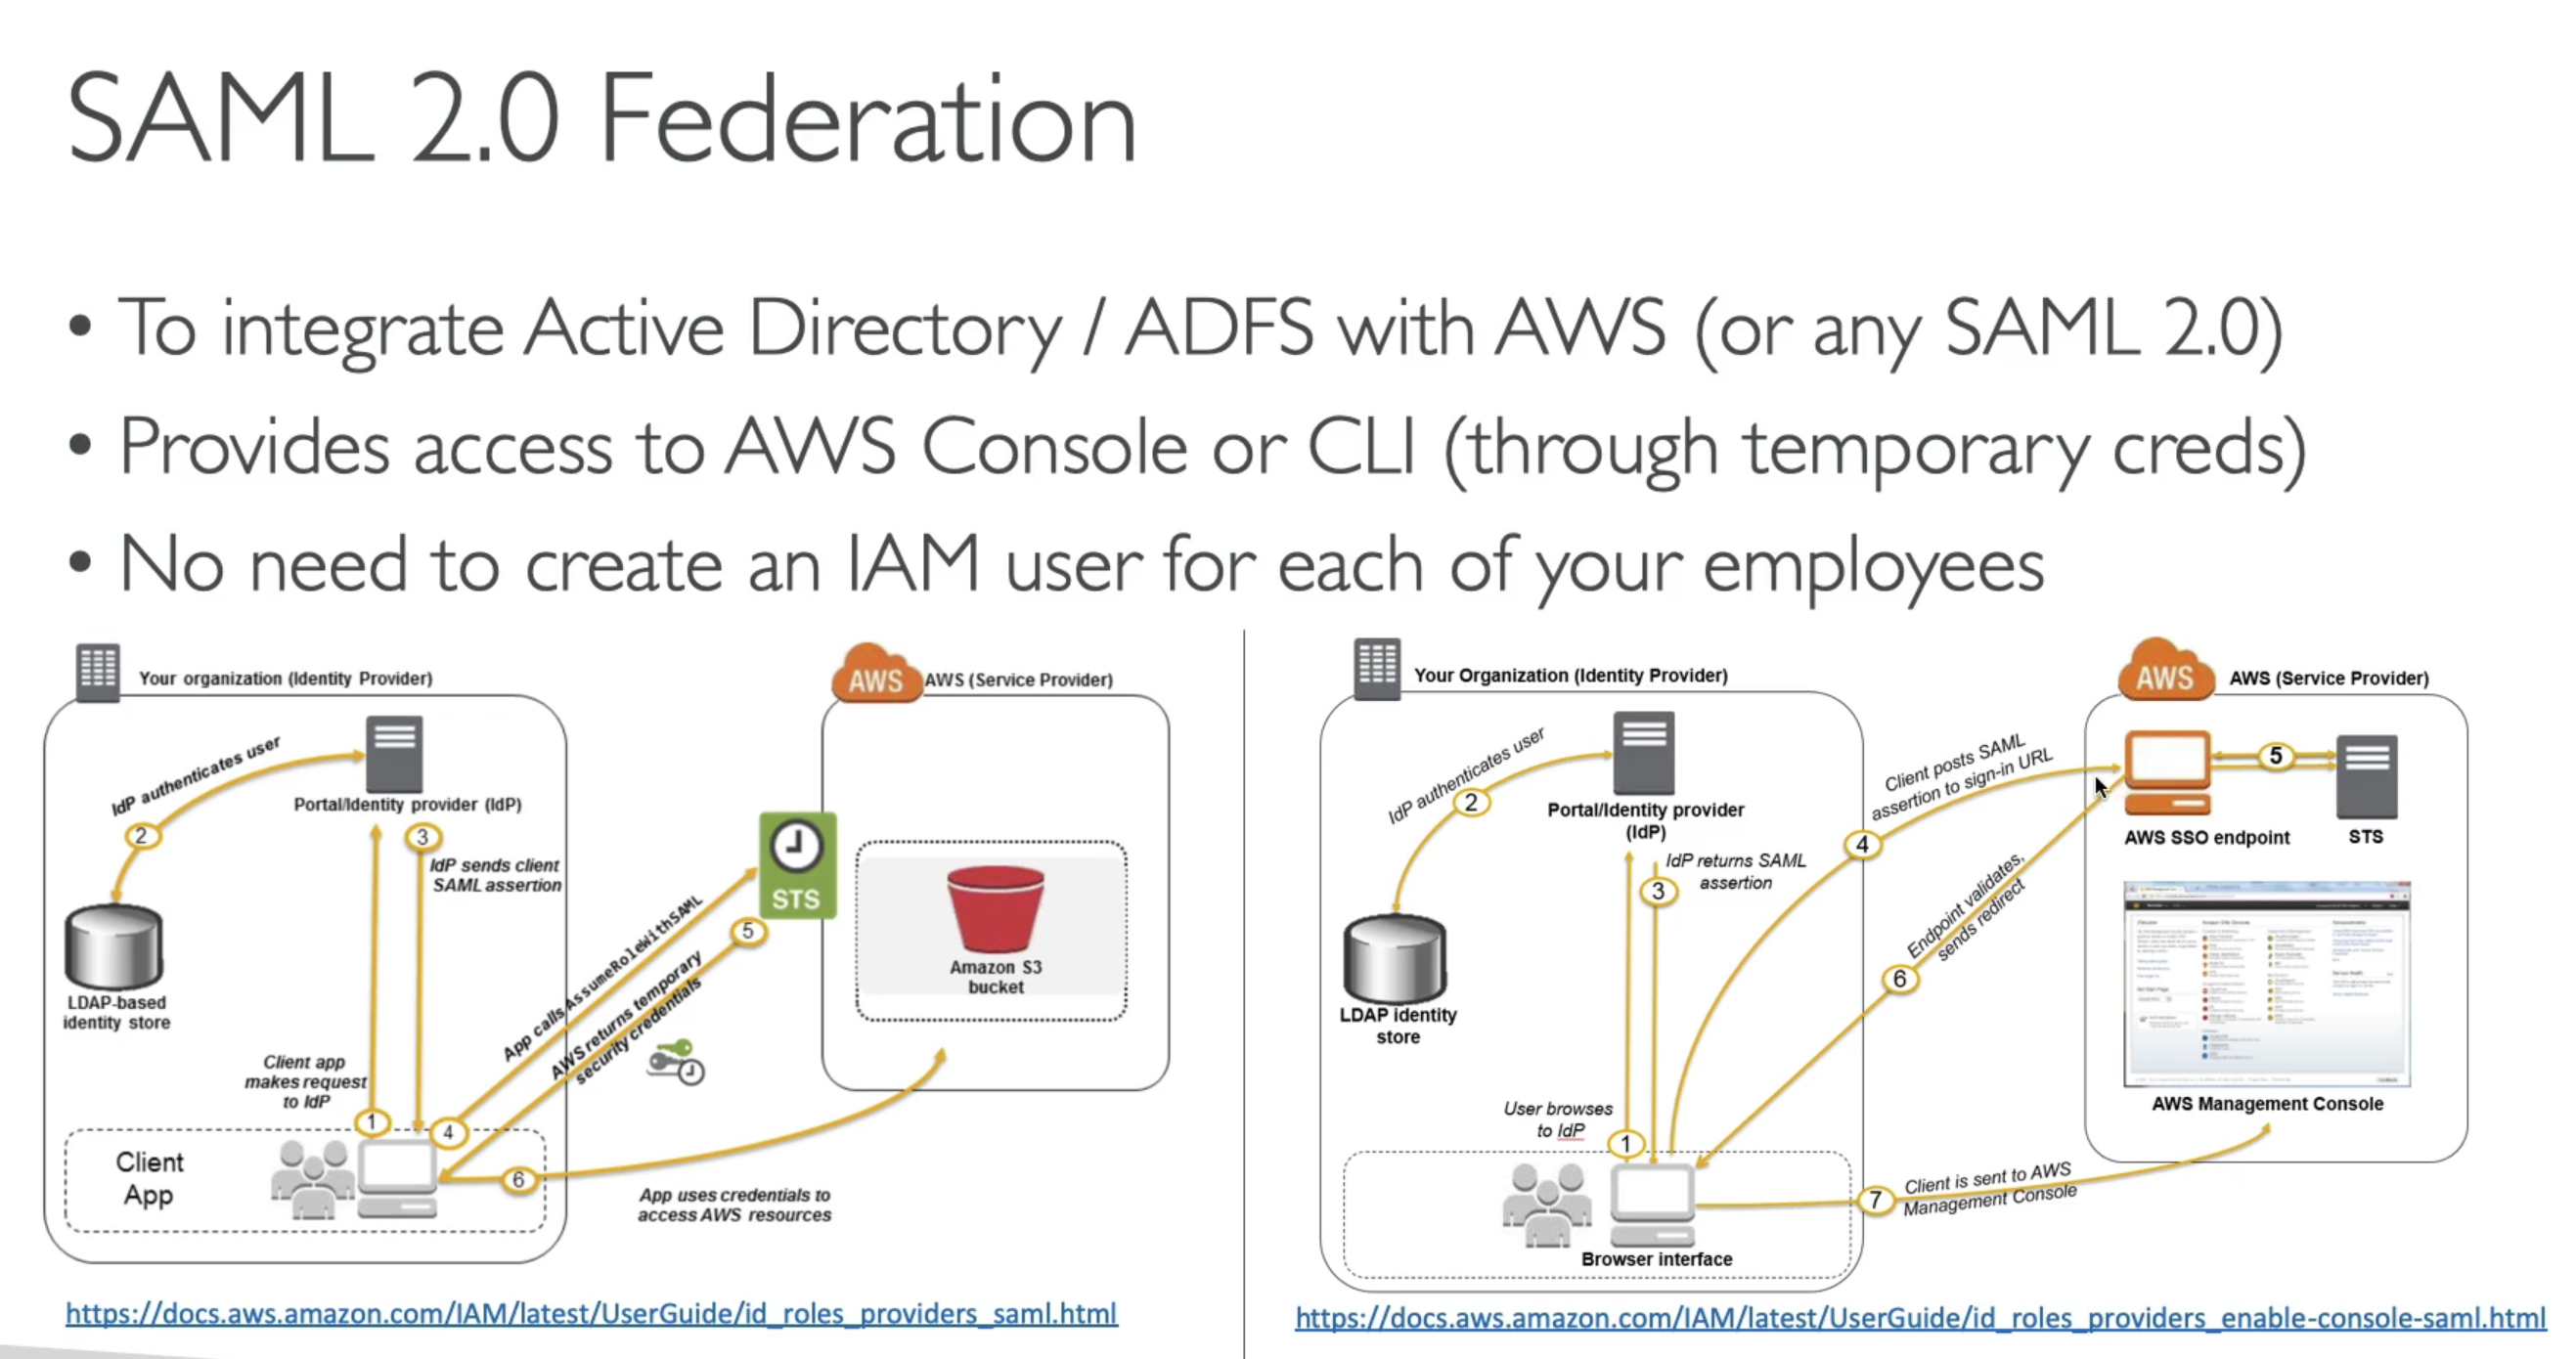 SAML 2.0 Federation
• To integrate Active Directory / ADFS with AWS (or any SAML 2.0)
• Provides access to AWS Console or CLI (through temporary creds)
• No need to create an IAM user for each of your employees
Your organization (Identity Provider)
AWS
AWS (Service Provider)
IdP authenticates user
2
Portal/Identity provider (IdP)
3
IdP sends client
SAML assertion
LDAP-based
identity store
STS
5
App calls AssumeRoleWithSAML
AWS returns temporary
security credentials
Amazon S3
bucket
Client app
makes request
to IdP
1
4
Client
App
6
App uses credentials to
access AWS resources
https://docs.aws.amazon.com/IAM/latest/UserGuide/id_roles_providers_saml.html
Your Organization (Identity Provider)
AWS
AWS (Service Provider)
IdP authenticates user
2
Portal/Identity provider
(IdP)
IdP returns SAML
assertion
3
LDAP identity
store
Client posts SAML
assertion to sign-in URL
4
5
AWS SSO endpoint
STS
Endpoint validates,
sends redirect
6
AWS Management Console
User browses
to IdP
1
7
Client is sent to AWS
Management Console
Browser interface
https://docs.aws.amazon.com/IAM/latest/UserGuide/id_roles_providers_enable-console-saml.html